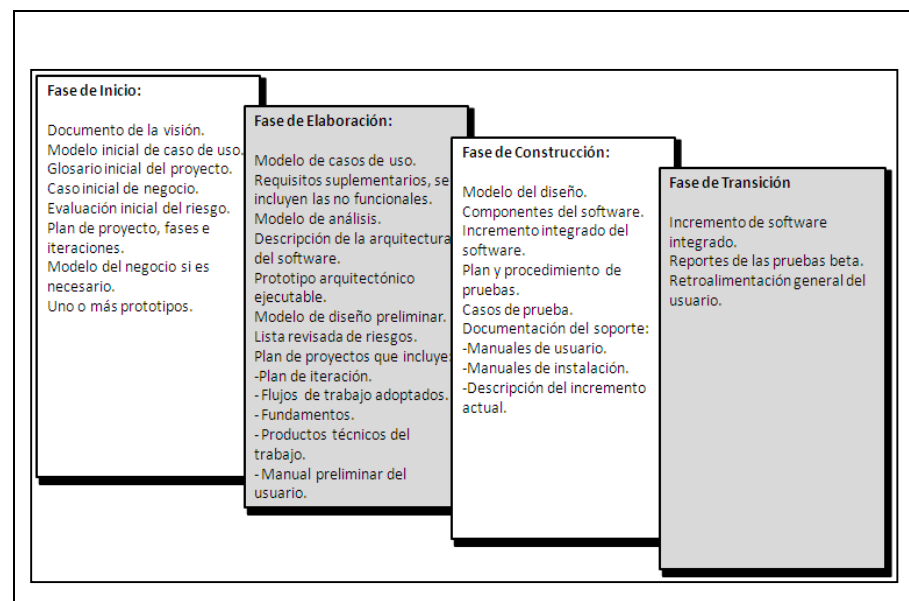 Fase de Inicio:
Documento de la visión.
Modelo inicial de caso de uso.
Glosario inicial del proyecto.
Caso inicial de negocio.
Evaluación inicial del riesgo.
Plan de proyecto, fases e
iteraciones.
Modelo del negocio si es
necesario.
Uno o más prototipos.
Fase de Elaboración:
Modelo de casos de uso.
Requisitos suplementarios, se
incluyen las no funcionales.
Modelo de análisis.
Descripción de la arquitectura
del software.
Prototipo arquitectónico
ejecutable.
Modelo de diseño preliminar.
Lista revisada de riesgos.
Plan de proyectos que incluye:
-Plan de iteración.
- Flujos de trabajo adoptados.
- Fundamentos.
- Productos técnicos del
trabajo.
- Manual preliminar del
usuario.
Fase de Construcción:
Modelo del diseño.
Componentes del software.
Incremento integrado del
software.
Plan y procedimiento de
pruebas.
Casos de prueba.
Documentación del soporte:
-Manuales de usuario.
-Manuales de instalación.
-Descripción del incremento
actual.
Fase de Transición
Incremento de software
integrado.
Reportes de las pruebas beta.
Retroalimentación general del
usuario.